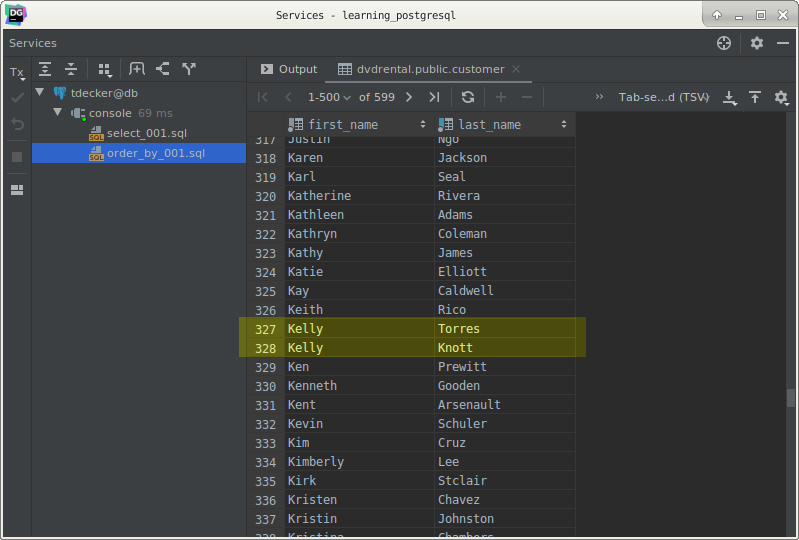 DG
Services - learning_postgresql
Services
Tx
tdecker@db
console 69 ms
SQL select_001.sql
SQL order_by_001.sql
Output
dvdrental.public.customer
1-500 of 599
Tab-se...d (TSV)
first_name last_name
317 Justin Ngo
318 Karen Jackson
319 Karl Seal
320 Katherine Rivera
321 Kathleen Adams
322 Kathryn Coleman
323 Kathy James
324 Katie Elliott
325 Kay Caldwell
326 Keith Rico
327 Kelly Torres
328 Kelly Knott
329 Ken Prewitt
330 Kenneth Gooden
331 Kent Arsenault
332 Kevin Schuler
333 Kim Cruz
334 Kimberly Lee
335 Kirk Stclair
336 Kristen Chavez
337 Kristin Johnston
338 Kristina Chambers